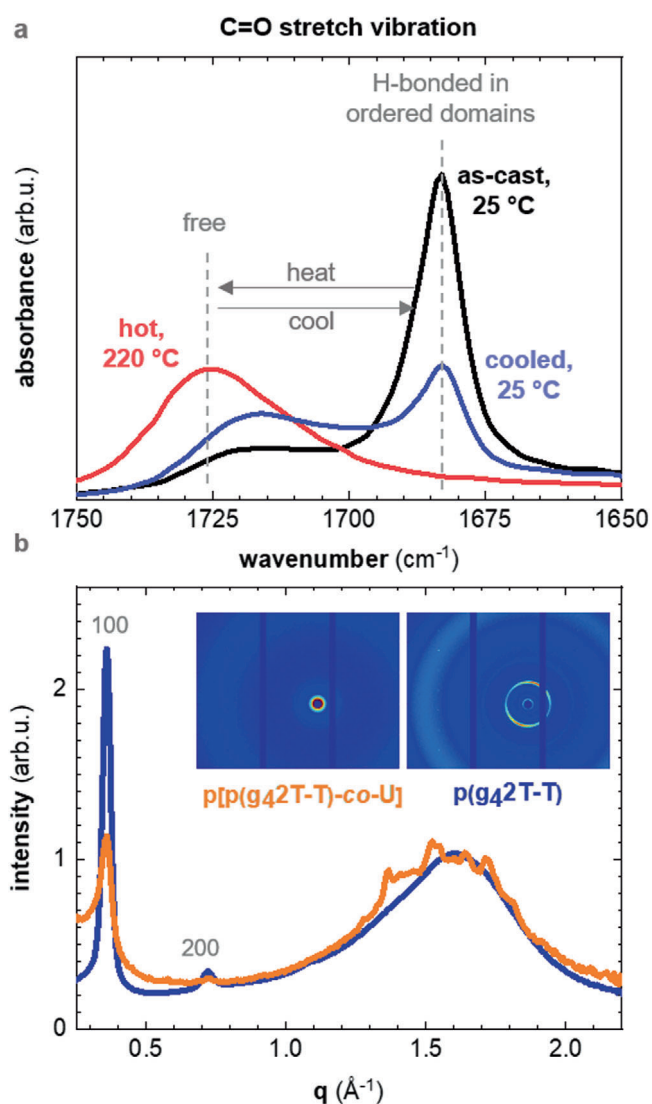 a
C=O stretch vibration
H-bonded in
ordered domains
as-cast,
25 °C
free
heat
cool
hot,
220 °C
cooled,
25 °C
absorbance (arb.u.)
1750 1725 1700 1675 1650
wavenumber (cm-1)
b
100
200
p[p(g42T-T)-co-U]
p(g42T-T)
intensity (arb.u.)
2
1
0
0.5 1.0 1.5 2.0
q (Å-1)